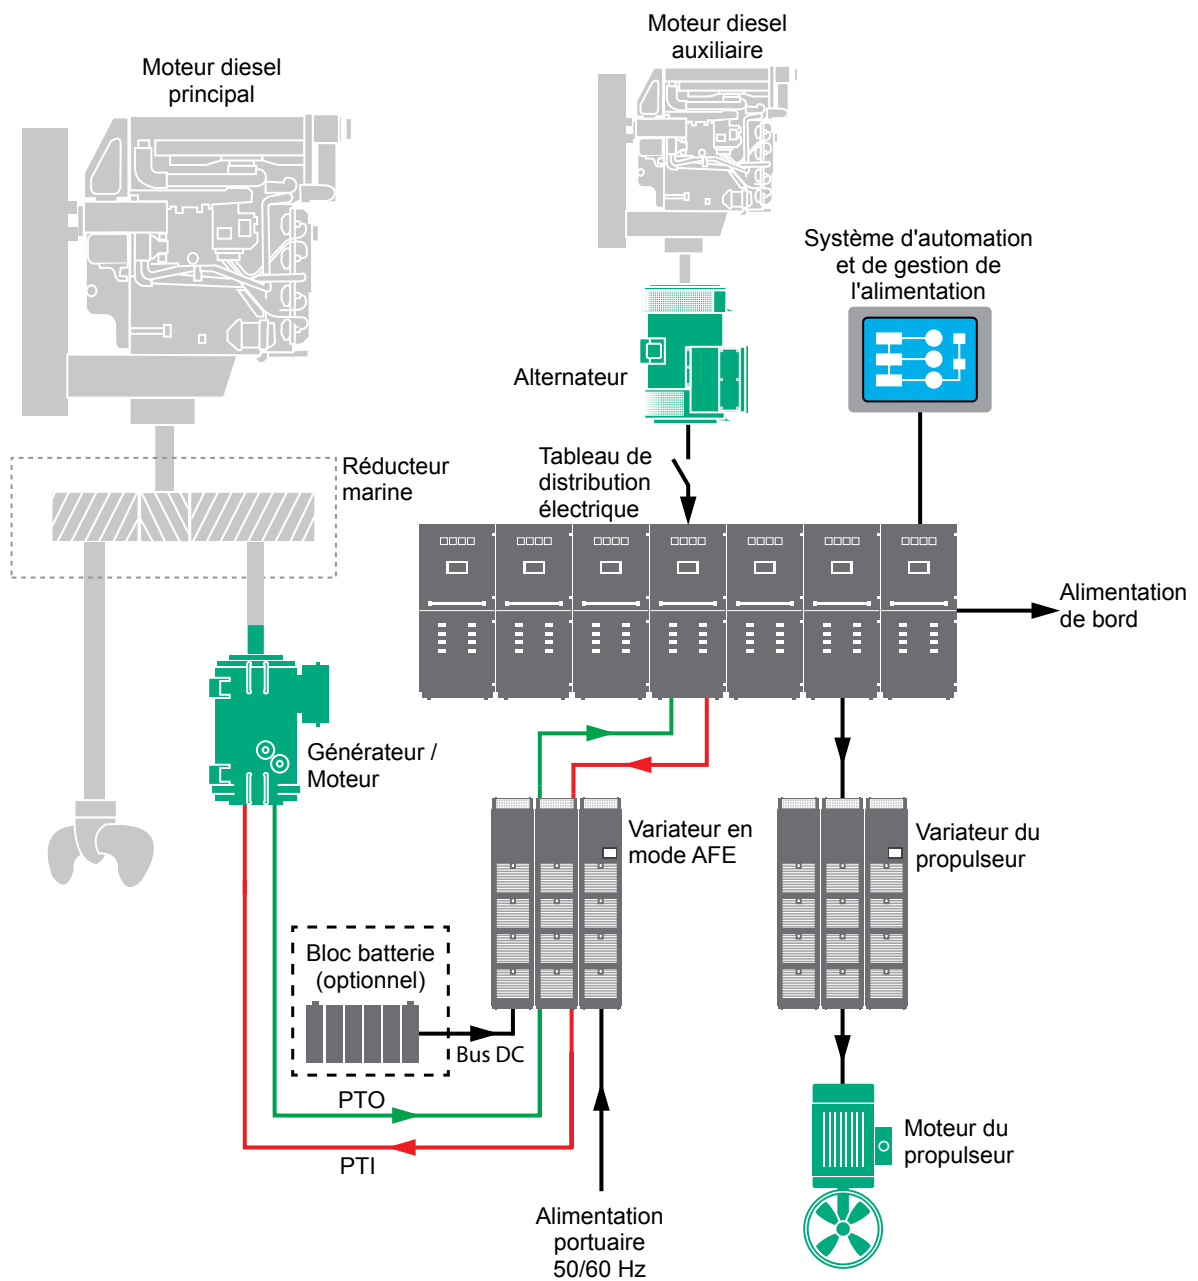 Moteur diesel
principal
Moteur diesel
auxiliaire
Système d'automation
et de gestion de
l'alimentation
Alternateur
Tableau de
distribution
électrique
Réducteur
marine
Alimentation
de bord
Générateur /
Moteur
Variateur en
mode AFE
Variateur du
propulseur
Bloc batterie
(optionnel)
Bus DC
PTO
PTI
Moteur du
propulseur
Alimentation
portuaire
50/60 Hz